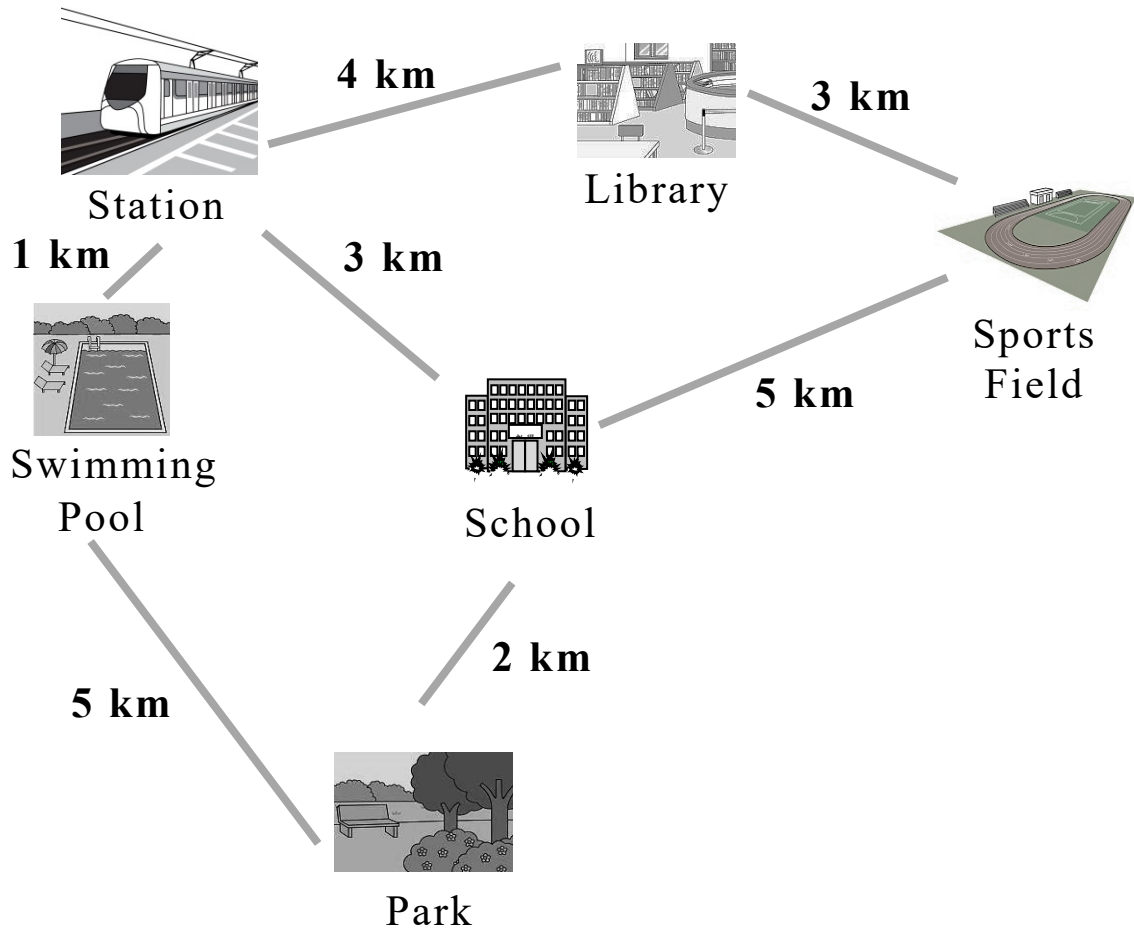 4 km
3 km
Library
Station
1 km
3 km
Sports
Field
5 km
Swimming
Pool
School
2 km
5 km
Park